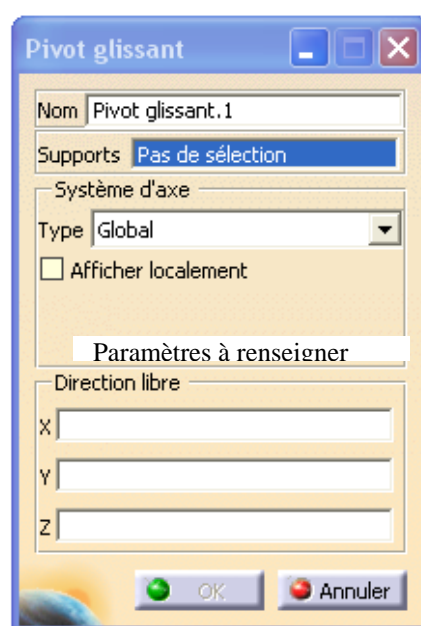 Pivot glissant
Nom Pivot glissant.1
Supports Pas de sélection
Système d'axe
Type Global
Afficher localement
Paramètres à renseigner
Direction libre
X
Y
Z
OK Annuler